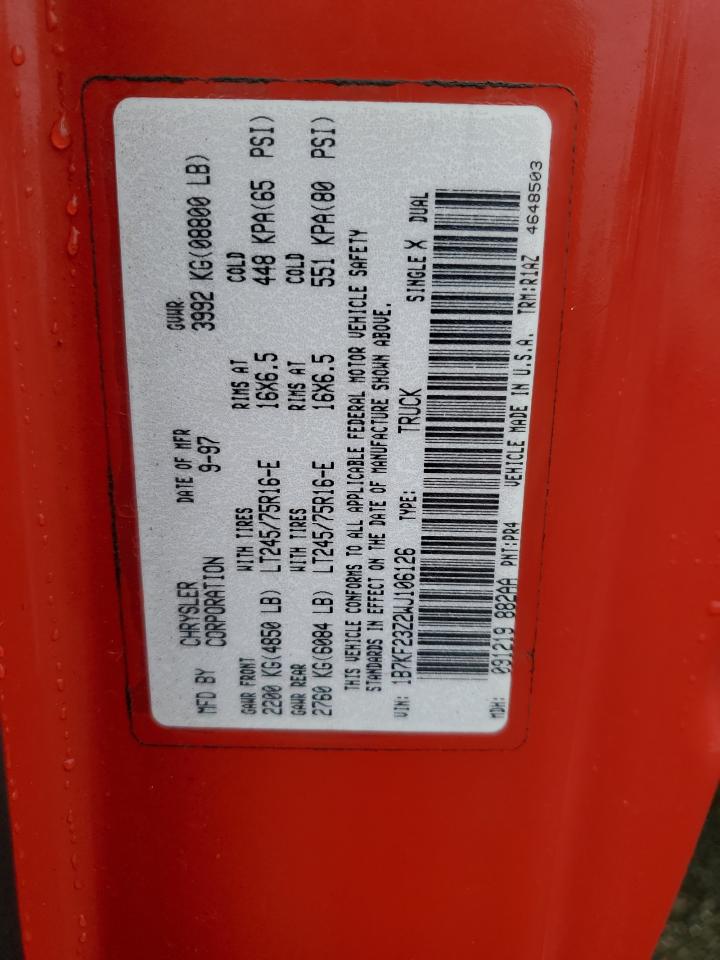 MFD BY CHRYSLER CORPORATION DATE OF MFR 9-97 GVWR 3992 KG(08800 LB)
GAWR FRONT WITH TIRES RIMS AT COLD
2200 KG(4850 LB) LT245/75R16-E 16X6.5 448 KPA(65 PSI)
GAWR REAR WITH TIRES RIMS AT COLD
2760 KG(6084 LB) LT245/75R16-E 16X6.5 551 KPA(80 PSI)
THIS VEHICLE CONFORMS TO ALL APPLICABLE FEDERAL MOTOR VEHICLE SAFETY
STANDARDS IN EFFECT ON THE DATE OF MANUFACTURE SHOWN ABOVE.
VIN: 1B7KF23Z2WJ106126 TYPE: TRUCK SINGLE X DUAL
MDH: 091219 882AA PNT:PR4 VEHICLE MADE IN U.S.A. TRM:R1AZ 4648503